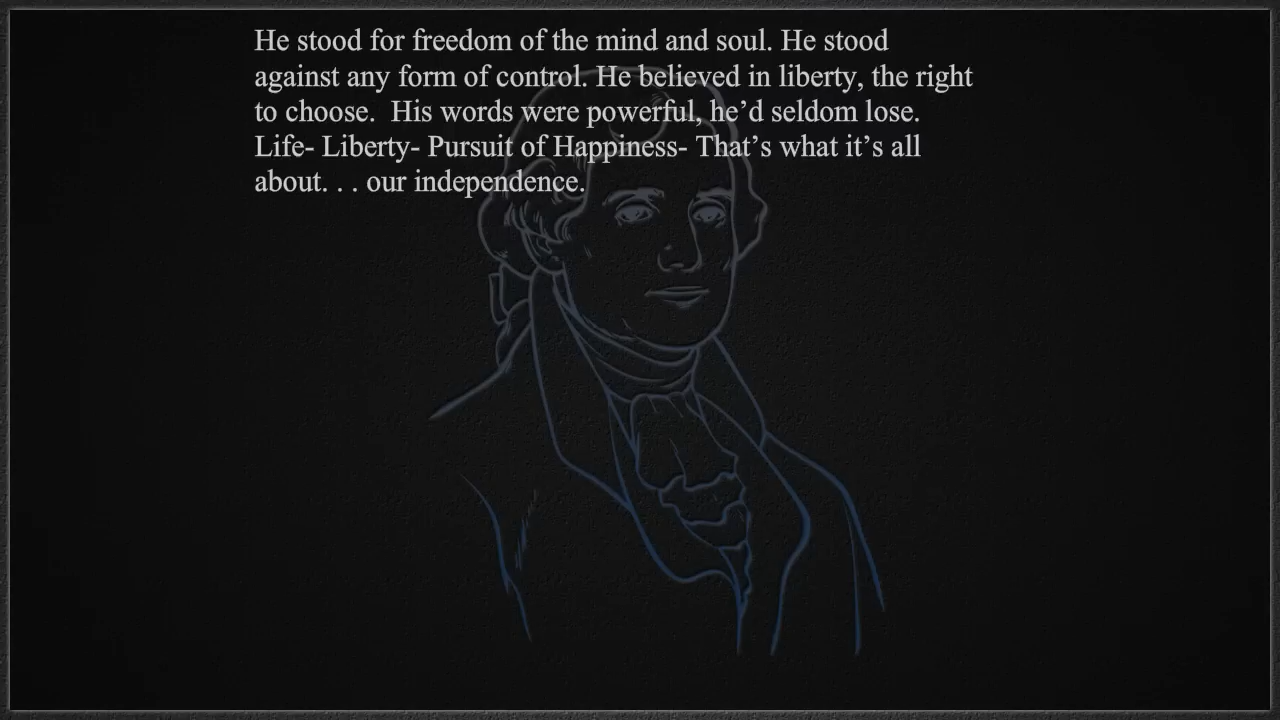 He stood for freedom of the mind and soul. He stood
against any form of control. He believed in liberty, the right
to choose.  His words were powerful, he’d seldom lose.
Life- Liberty- Pursuit of Happiness- That’s what it’s all
about. . . our independence.